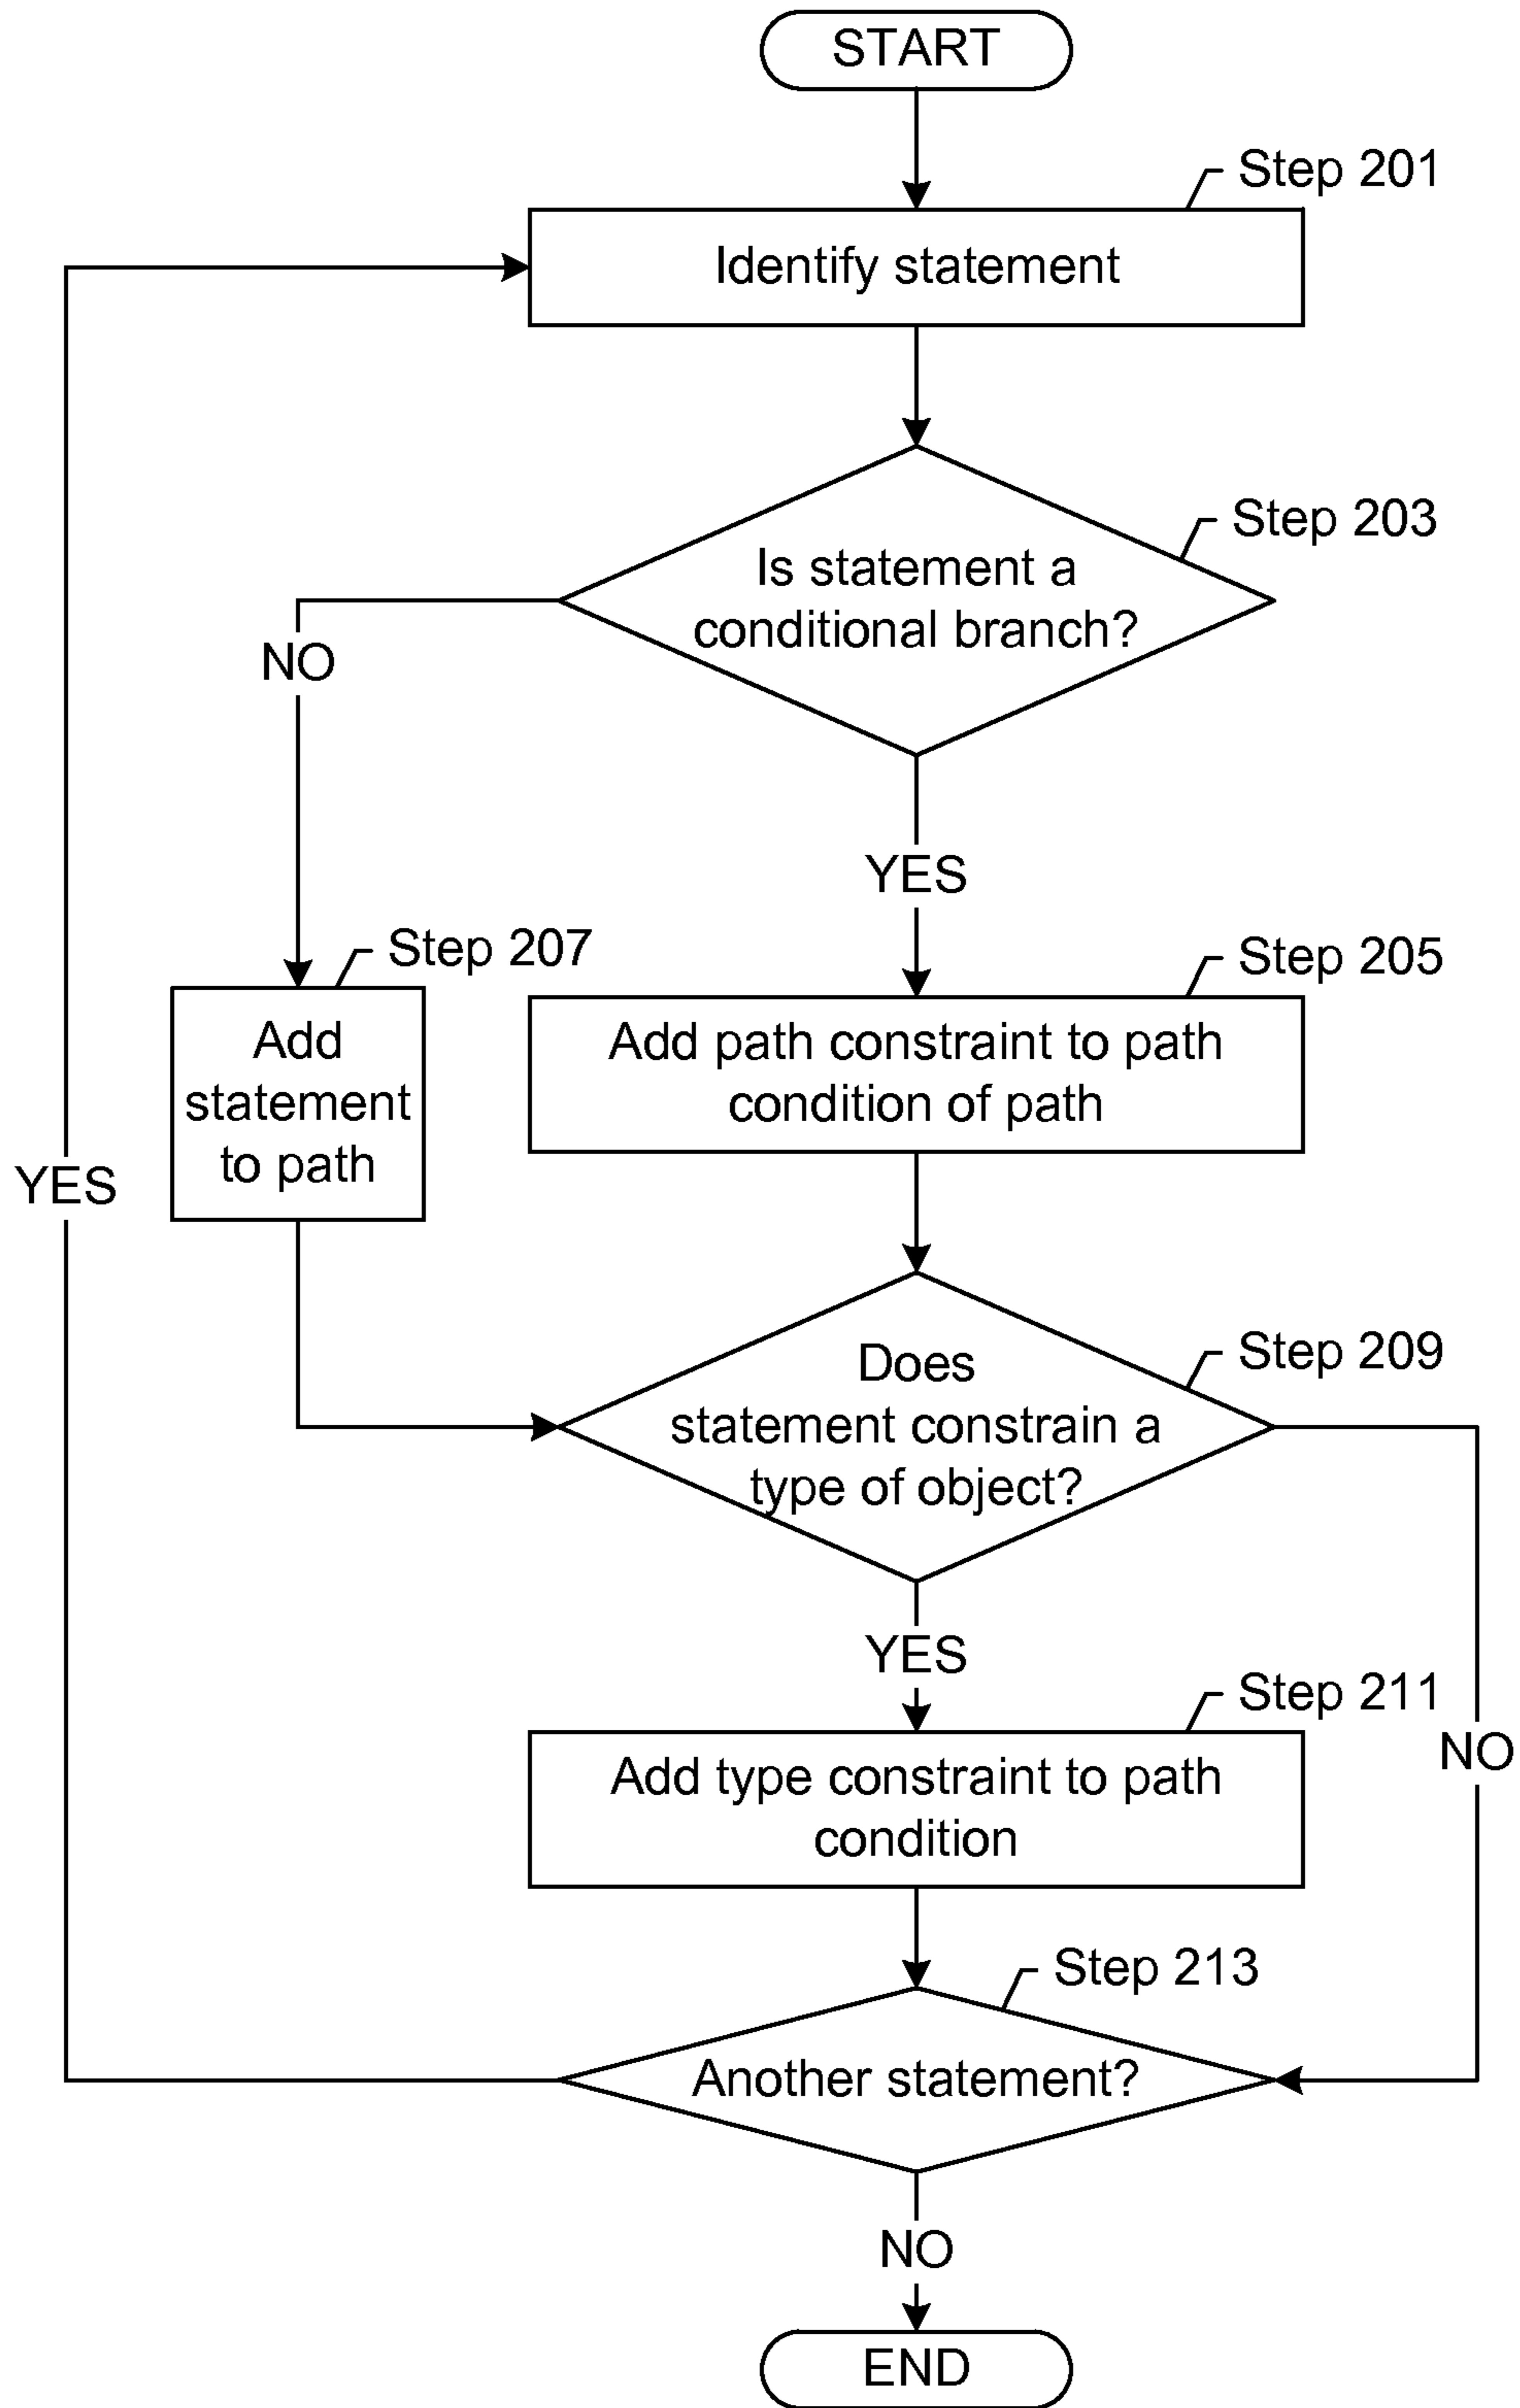 START
Step 201
Identify statement
Step 203
Is statement a
conditional branch?
NO
YES
Step 207
Add
statement
to path
Step 205
Add path constraint to path
condition of path
YES
Step 209
Does
statement constrain a
type of object?
YES
NO
Step 211
Add type constraint to path
condition
Step 213
Another statement?
NO
END